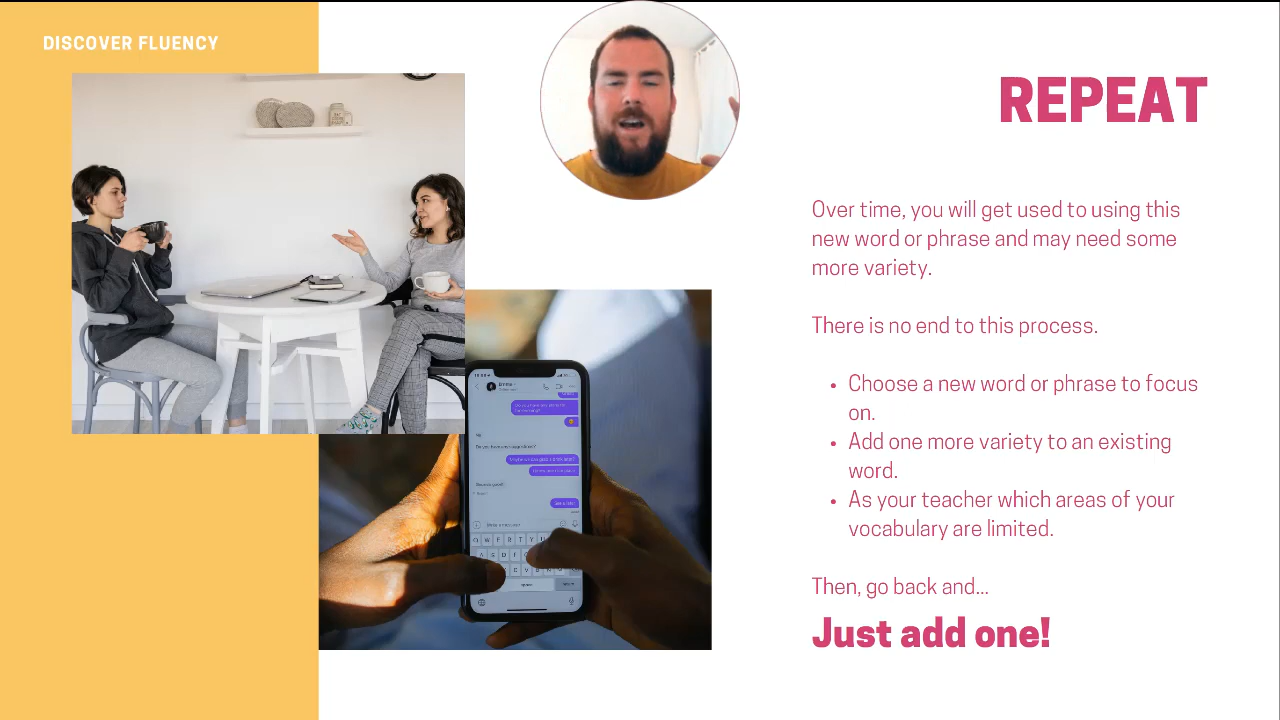 DISCOVER FLUENCY
REPEAT
Over time, you will get used to using this
new word or phrase and may need some
more variety.
There is no end to this process.
• Choose a new word or phrase to focus
on.
• Add one more variety to an existing
word.
• As your teacher which areas of your
vocabulary are limited.
Then, go back and...
Just add one!